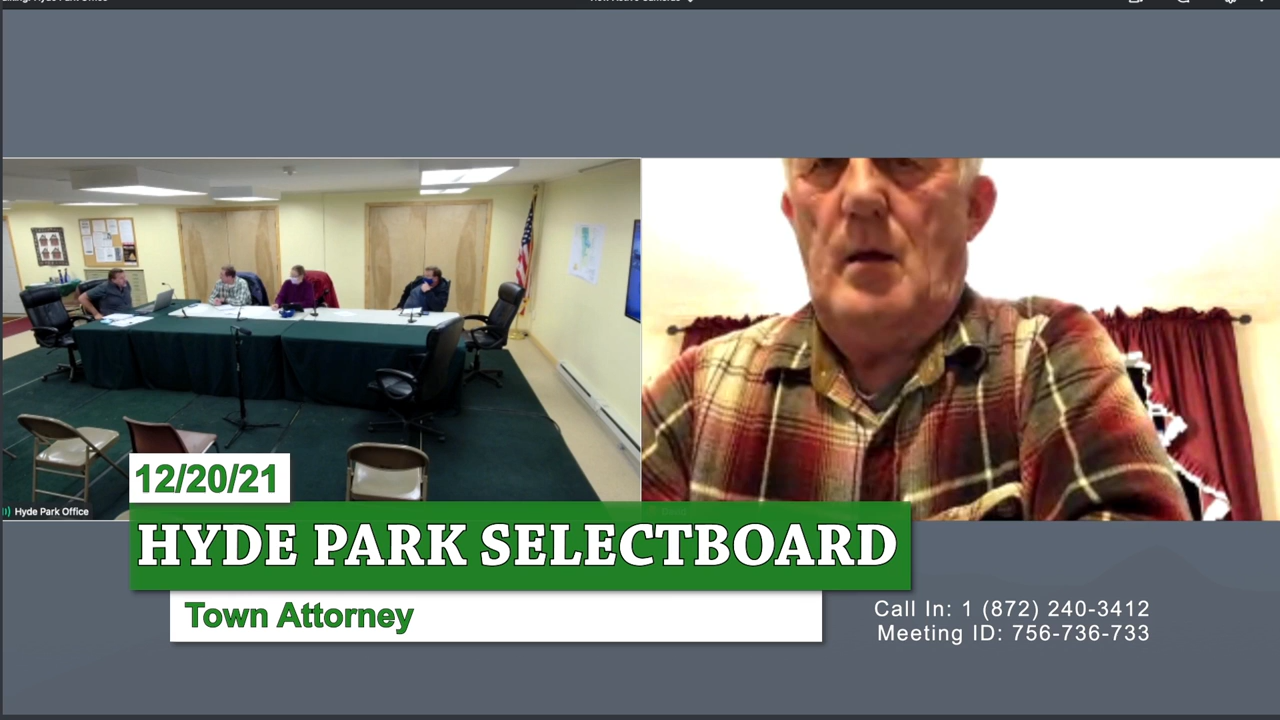 Hyde Park Office
12/20/21
HYDE PARK SELECTBOARD
Town Attorney
Call In: 1 (872) 240-3412
Meeting ID: 756-736-733